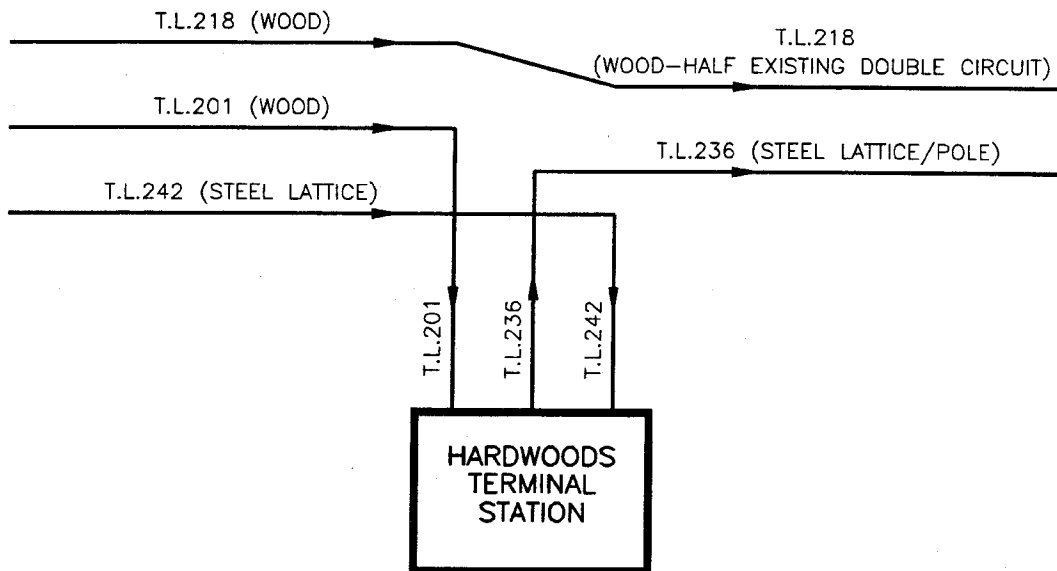 T.L.218 (WOOD)
T.L.218
(WOOD-HALF EXISTING DOUBLE CIRCUIT)
T.L.201 (WOOD)
T.L.236 (STEEL LATTICE/POLE)
T.L.242 (STEEL LATTICE)
T.L.201
T.L.236
T.L.242
HARDWOODS
TERMINAL
STATION